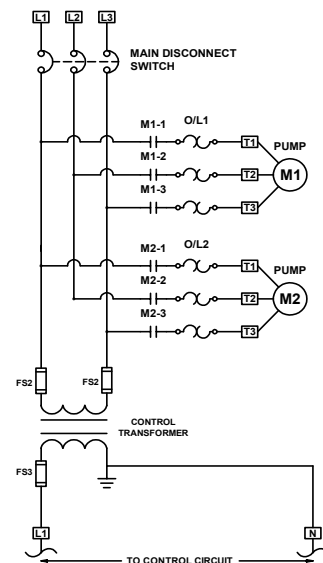 L1 L2 L3
MAIN DISCONNECT
SWITCH
M1-1 O/L1
T1
M1-2
T2
M1-3
T3
PUMP
M1
M2-1 O/L2
T1
M2-2
T2
M2-3
T3
PUMP
M2
FS2 FS2
CONTROL
TRANSFORMER
FS3
L1 N
TO CONTROL CIRCUIT